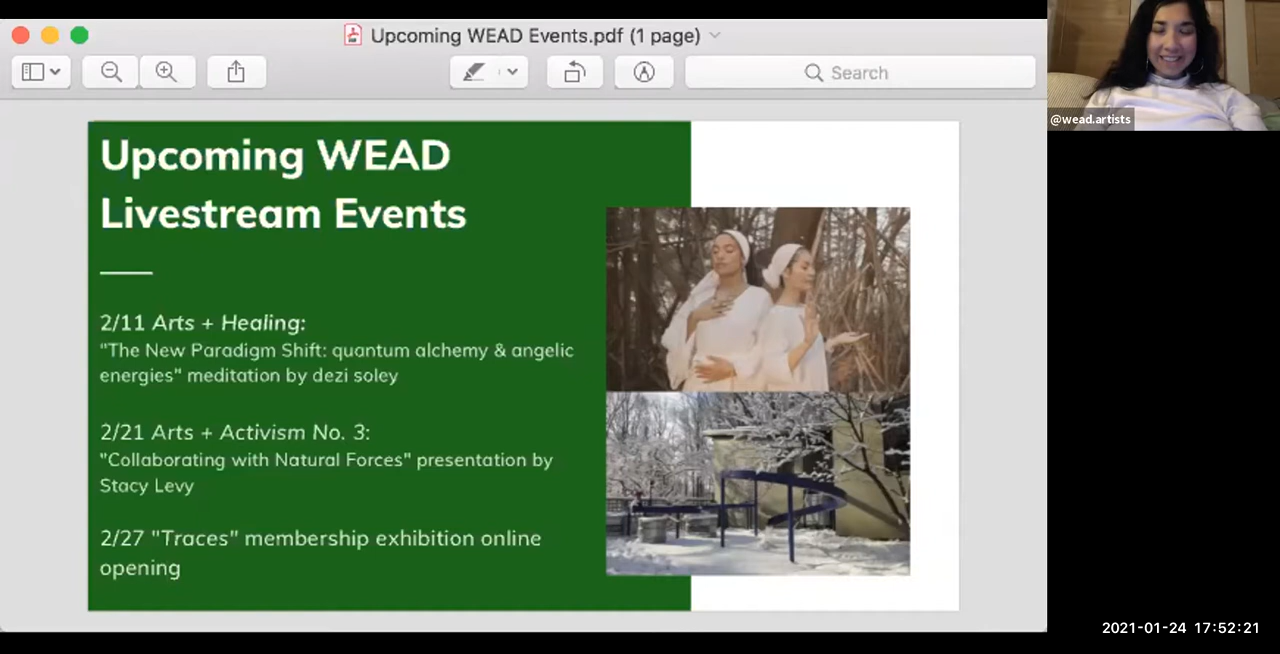 Upcoming WEAD Events.pdf (1 page)
Search
@wead.artists
Upcoming WEAD
Livestream Events
2/11 Arts + Healing:
"The New Paradigm Shift: quantum alchemy & angelic
energies" meditation by dezi soley
2/21 Arts + Activism No. 3:
"Collaborating with Natural Forces" presentation by
Stacy Levy
2/27 "Traces" membership exhibition online
opening
2021-01-24 17:52:21